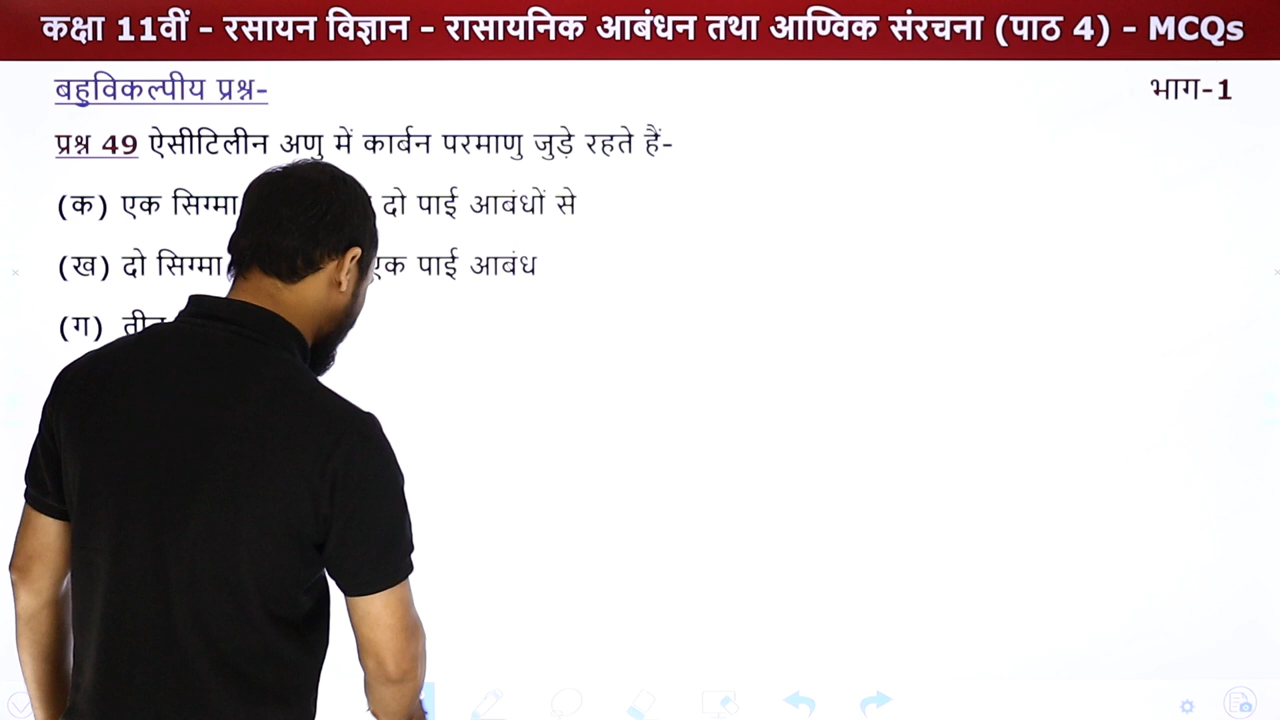 कक्षा 11वीं - रसायन विज्ञान - रासायनिक आबंधन तथा आण्विक संरचना (पाठ 4) - MCQs
बहुविकल्पीय प्रश्न-
भाग-1
प्रश्न 49 ऐसीटिलीन अणु में कार्बन परमाणु जुड़े रहते हैं-
(क) एक सिग्मा दो पाई आबंधों से
(ख) दो सिग्मा एक पाई आबंध
(ग) तीन